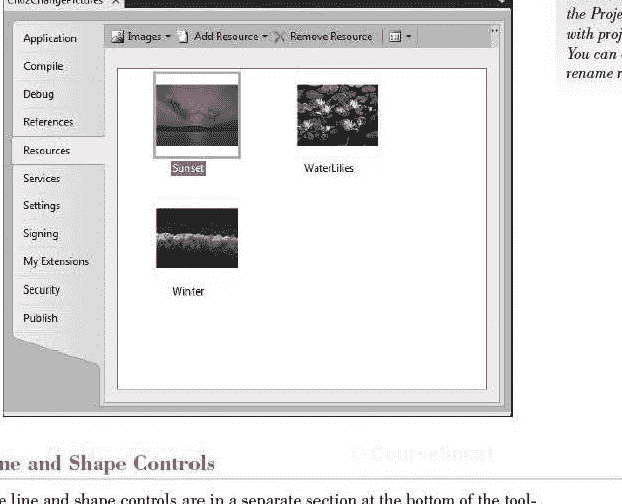 Ch02ChangePictures
Application
Compile
Debug
References
Resources
Services
Settings
Signing
My Extensions
Security
Publish
Images
Add Resource
Remove Resource
Sunset
WaterLilies
Winter
the Proje
with proj
You can
rename r
ne and Shape Controls
© CourseSmart
e line and shape controls are in a separate section at the bottom of the tool-